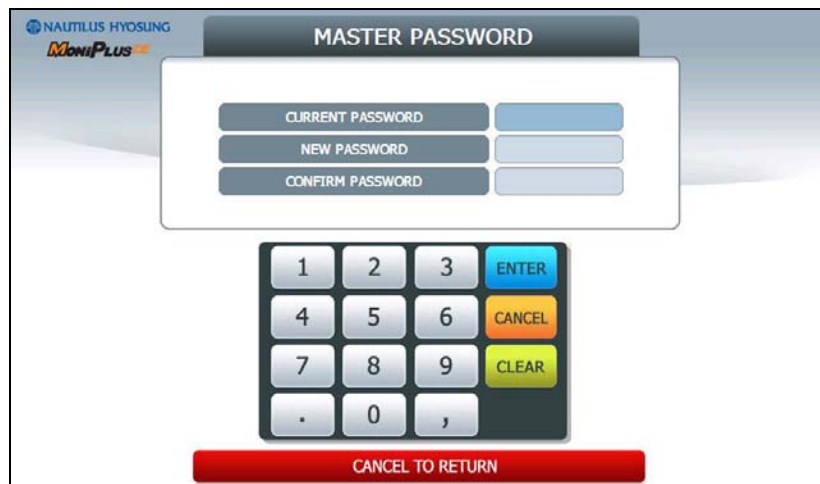 NAUTILUS HYOSUNG
MONIPLUS CE
MASTER PASSWORD
CURRENT PASSWORD
NEW PASSWORD
CONFIRM PASSWORD
1 2 3 ENTER
4 5 6 CANCEL
7 8 9 CLEAR
. 0 ,
CANCEL TO RETURN